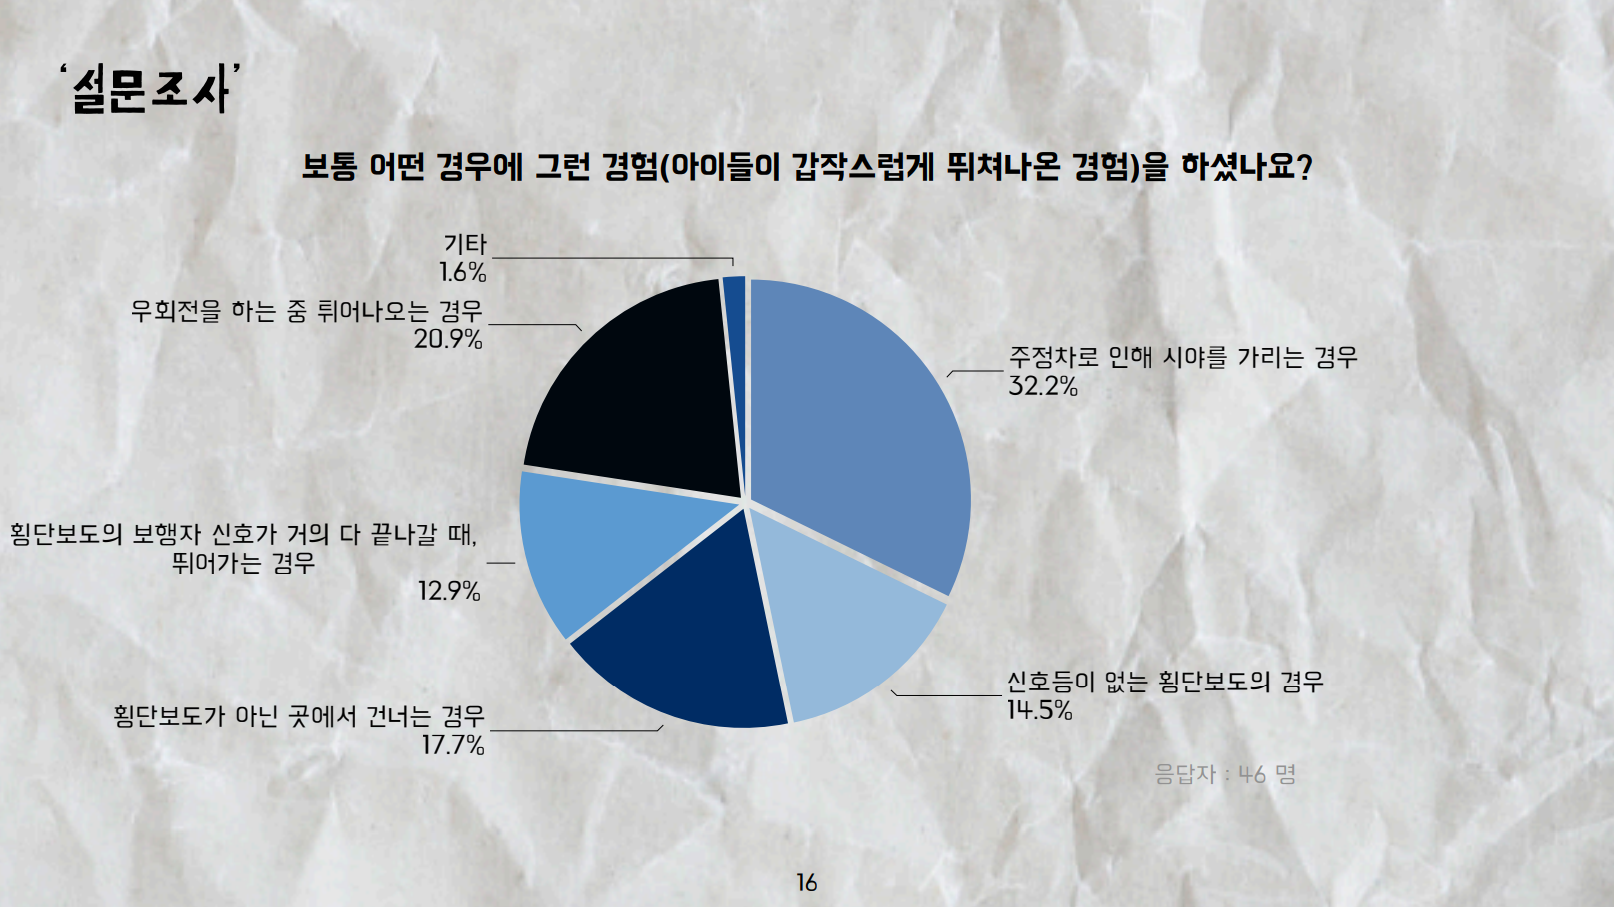 ‘설문조사’
보통 어떤 경우에 그런 경험(아이들이 갑작스럽게 뛰쳐나온 경험)을 하셨나요?
기타
1.6%
우회전을 하는 중 튀어나오는 경우
20.9%
주정차로 인해 시야를 가리는 경우
32.2%
횡단보도의 보행자 신호가 거의 다 끝나갈 때,
뛰어가는 경우
12.9%
신호등이 없는 횡단보도의 경우
14.5%
횡단보도가 아닌 곳에서 건너는 경우
17.7%
응답자 : 46 명
16